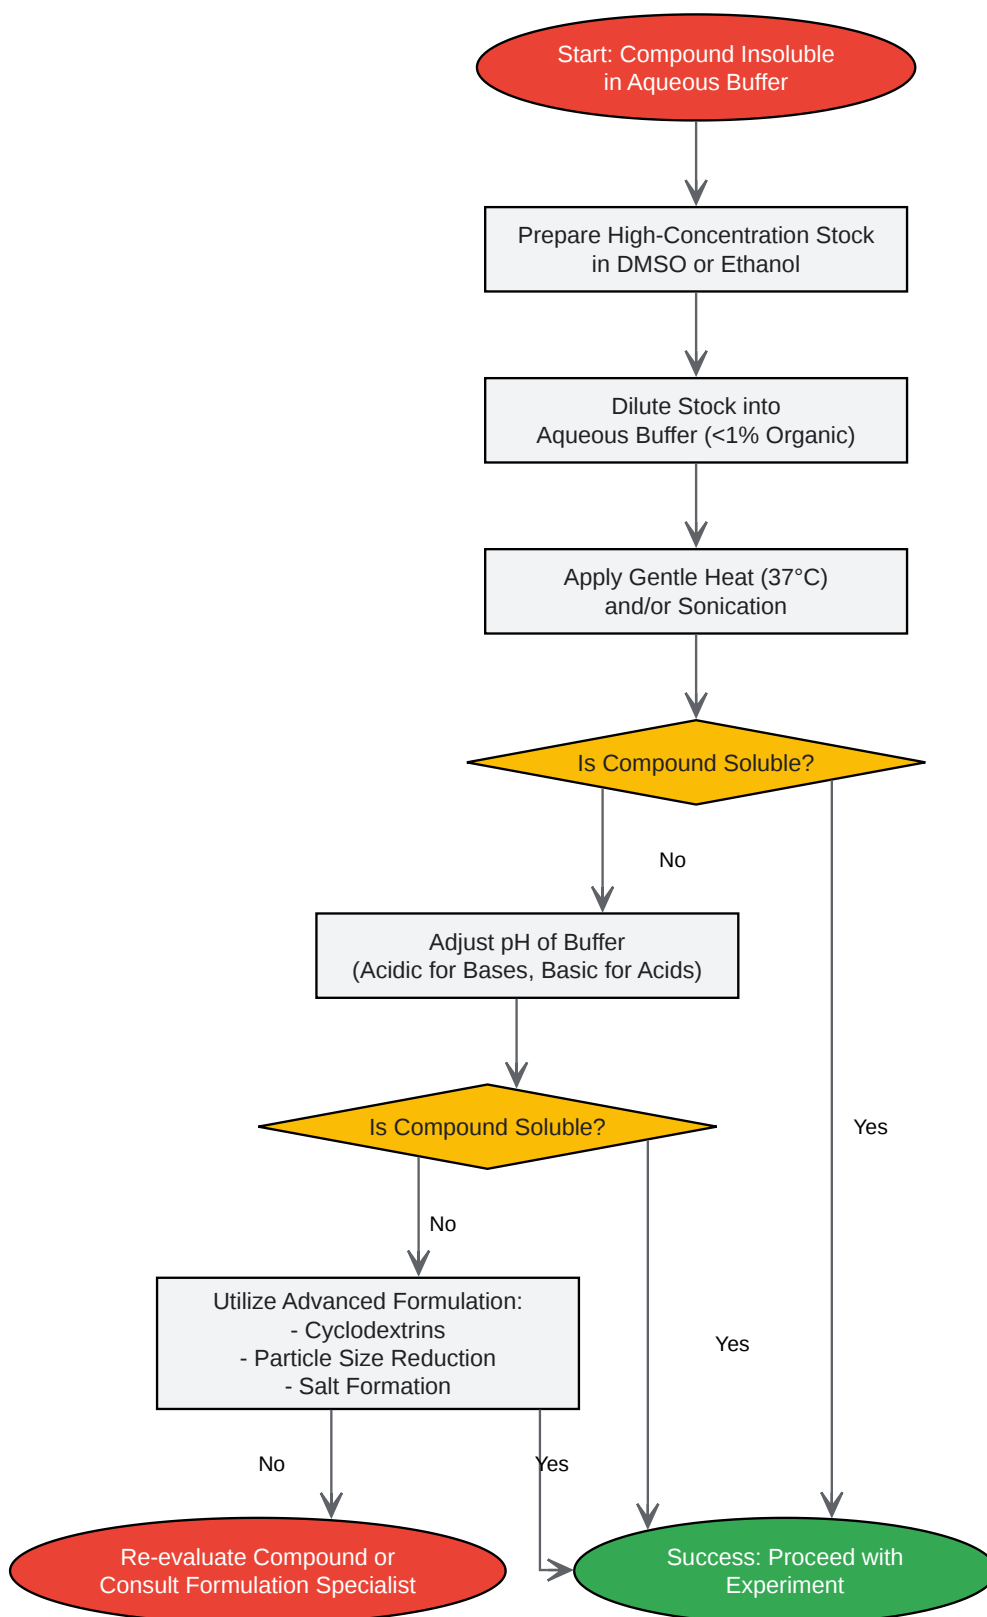 Start: Compound Insoluble
in Aqueous Buffer
Prepare High-Concentration Stock
in DMSO or Ethanol
Dilute Stock into
Aqueous Buffer (<1% Organic)
Apply Gentle Heat (37°C)
and/or Sonication
Is Compound Soluble?
No
Adjust pH of Buffer
(Acidic for Bases, Basic for Acids)
Yes
Is Compound Soluble?
No
Utilize Advanced Formulation:
- Cyclodextrins
- Particle Size Reduction
- Salt Formation
Yes
No
Yes
Re-evaluate Compound or
Consult Formulation Specialist
Success: Proceed with
Experiment